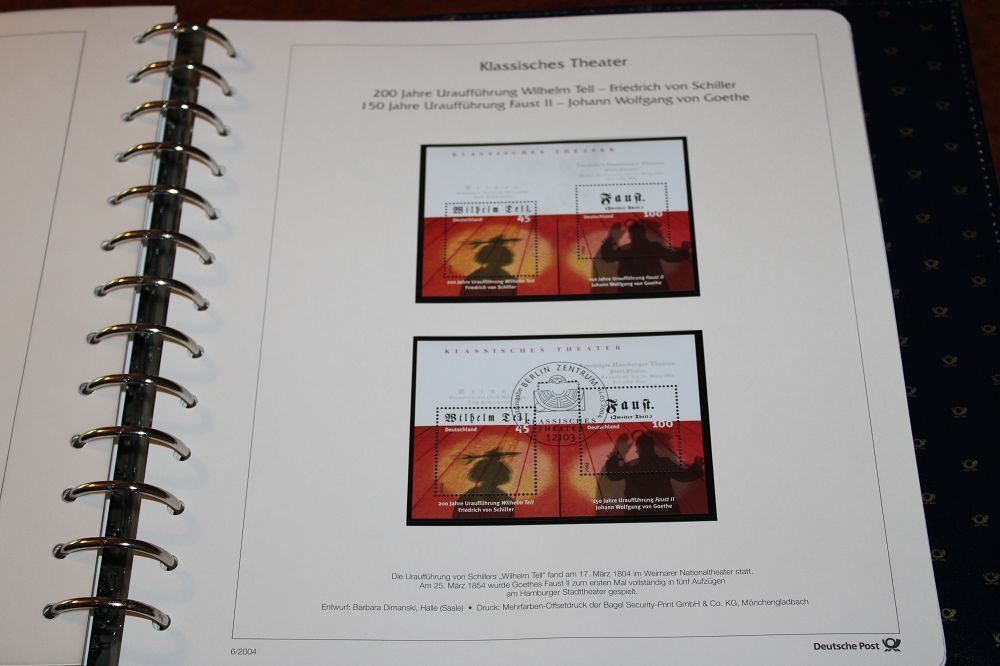 Klassisches Theater
200 Jahre Uraufführung Wilhelm Tell – Friedrich von Schiller
150 Jahre Uraufführung Faust II – Johann Wolfgang von Goethe
KLASSISCHES THEATER
Wilhelm Tell.
Deutschland 45
Faust.
(Zweiter Theil.)
Deutschland 100
200 Jahre Uraufführung Wilhelm Tell
Friedrich von Schiller
150 Jahre Uraufführung Faust II
Johann Wolfgang von Goethe
KLASSISCHES THEATER
BERLIN ZENTRUM
KLASSISCHES
THEATER
12103
Wilhelm Tell.
Deutschland 45
Faust.
(Zweiter Theil.)
Deutschland 100
200 Jahre Uraufführung Wilhelm Tell
Friedrich von Schiller
150 Jahre Uraufführung Faust II
Johann Wolfgang von Goethe
Die Uraufführung von Schillers „Wilhelm Tell" fand am 17. März 1804 im Weimarer Nationaltheater statt.
Am 25. März 1854 wurde Goethes Faust II zum ersten Mal vollständig in fünf Aufzügen
am Hamburger Stadttheater gespielt.
Entwurf: Barbara Dimanski, Halle (Saale) • Druck: Mehrfarben-Offsetdruck der Bagel Security-Print GmbH & Co. KG, Mönchengladbach
6/2004
Deutsche Post